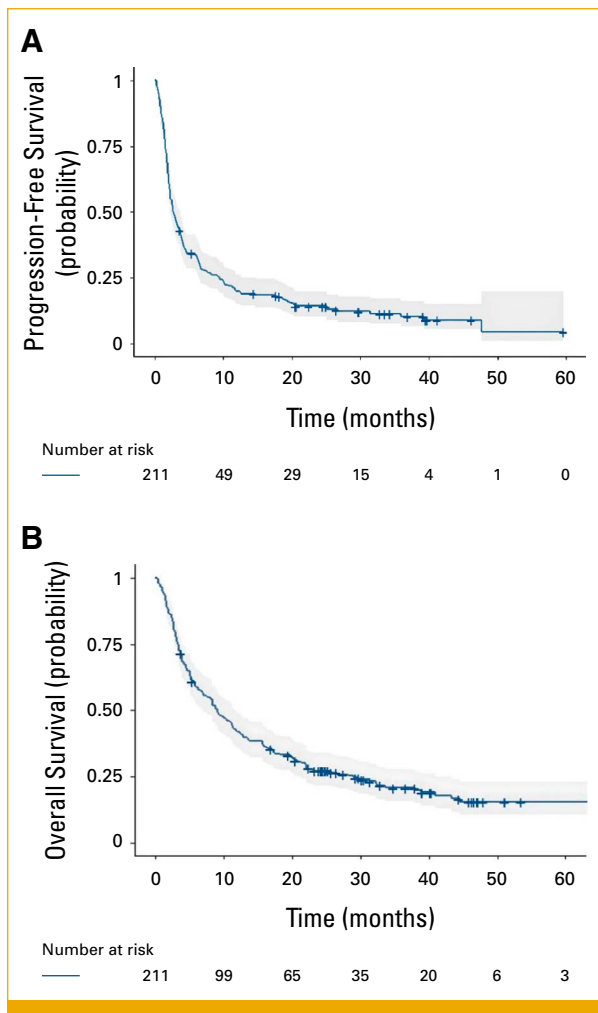 A
Progression-Free Survival
(probability)
1
0.75
0.50
0.25
0
0 10 20 30 40 50 60
Time (months)
Number at risk
211 49 29 15 4 1 0
B
Overall Survival (probability)
1
0.75
0.50
0.25
0
0 10 20 30 40 50 60
Time (months)
Number at risk
211 99 65 35 20 6 3